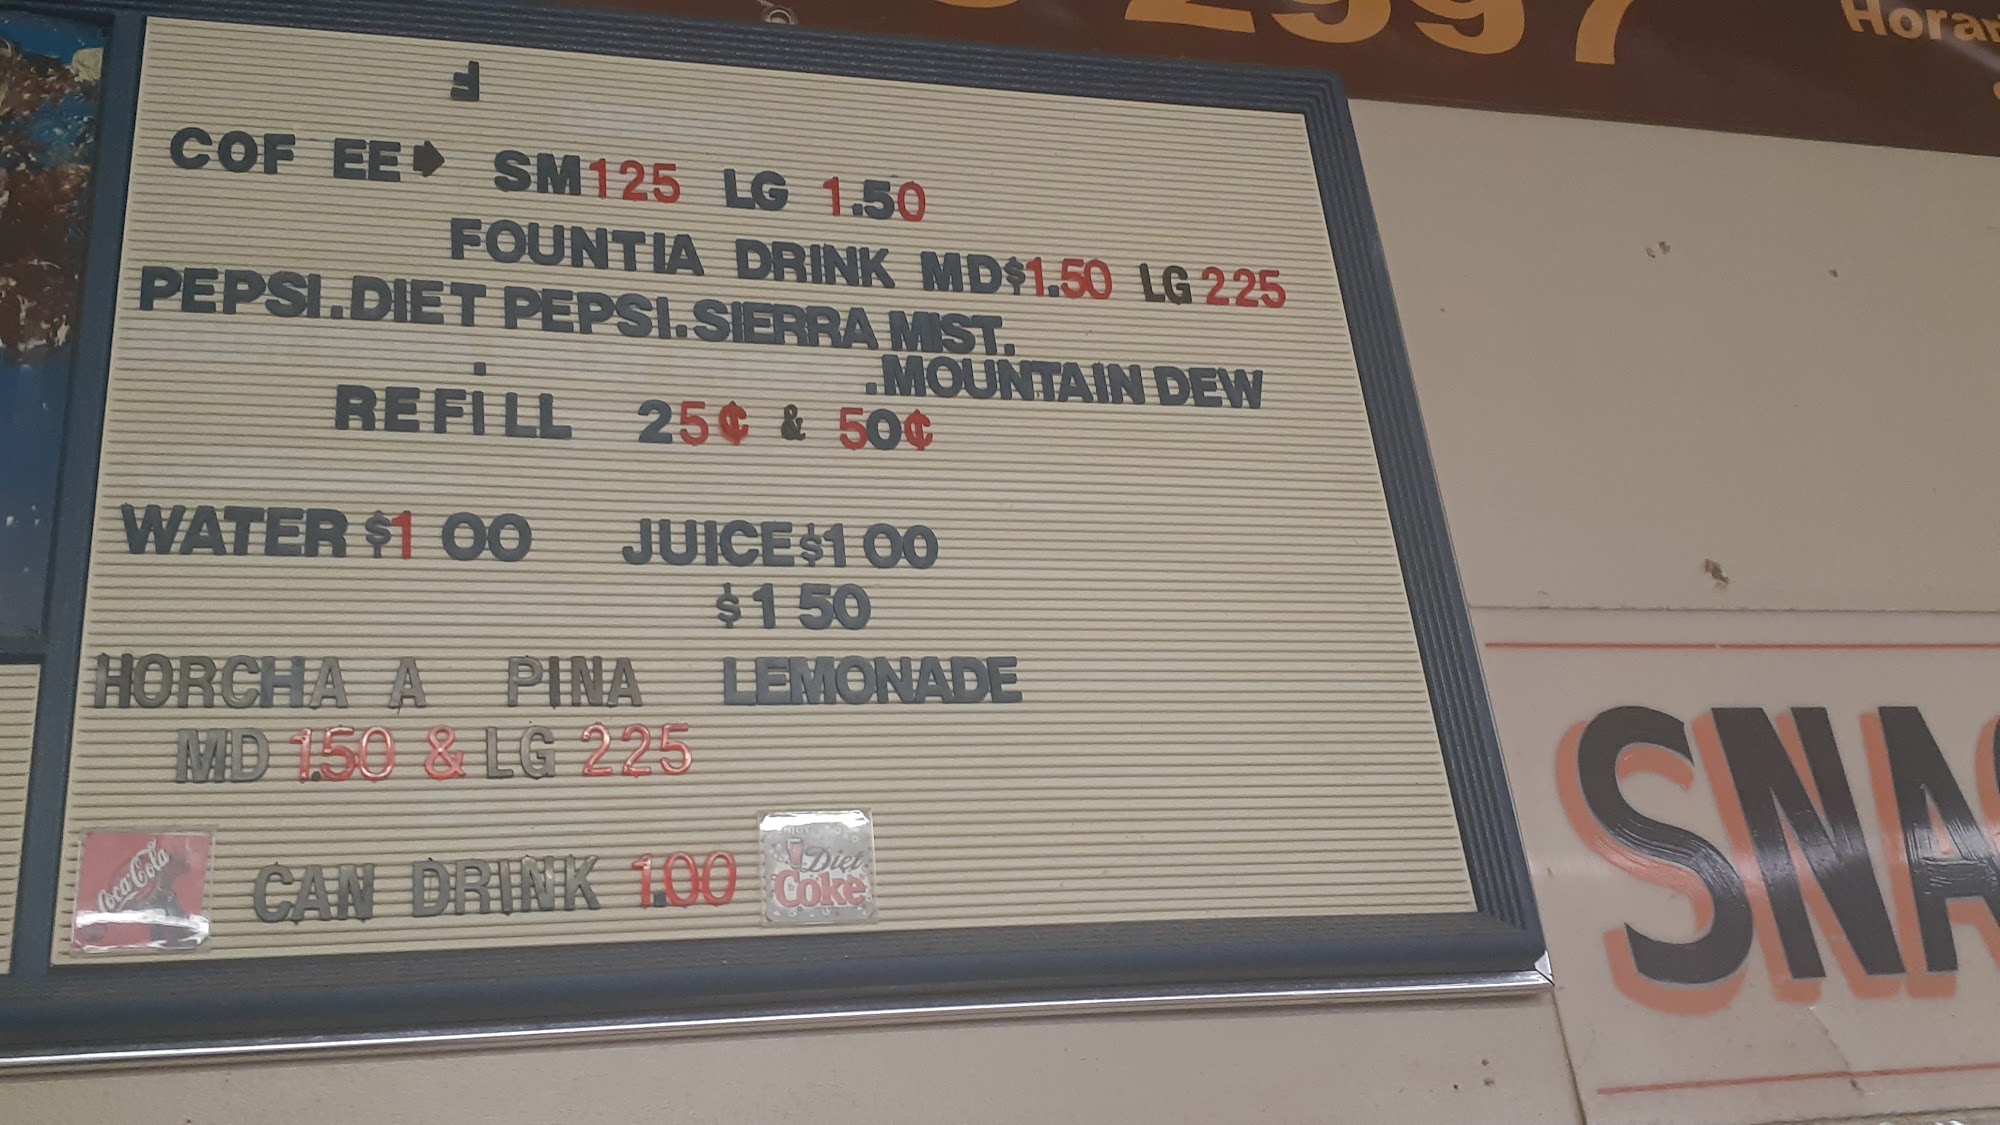 2997
Horar
F
COF EE SM125 LG 1.50
FOUNTIA DRINK MD$1.50 LG 225
PEPSI.DIET PEPSI.SIERRA MIST.
.MOUNTAIN DEW
REFILL 25¢ & 50¢
WATER $1 00 JUICE $1 00
$1 50
HORCHA A PINA LEMONADE
MD 1.50 & LG 225
Coca-Cola
CAN DRINK 1.00
Diet
Coke
SNA